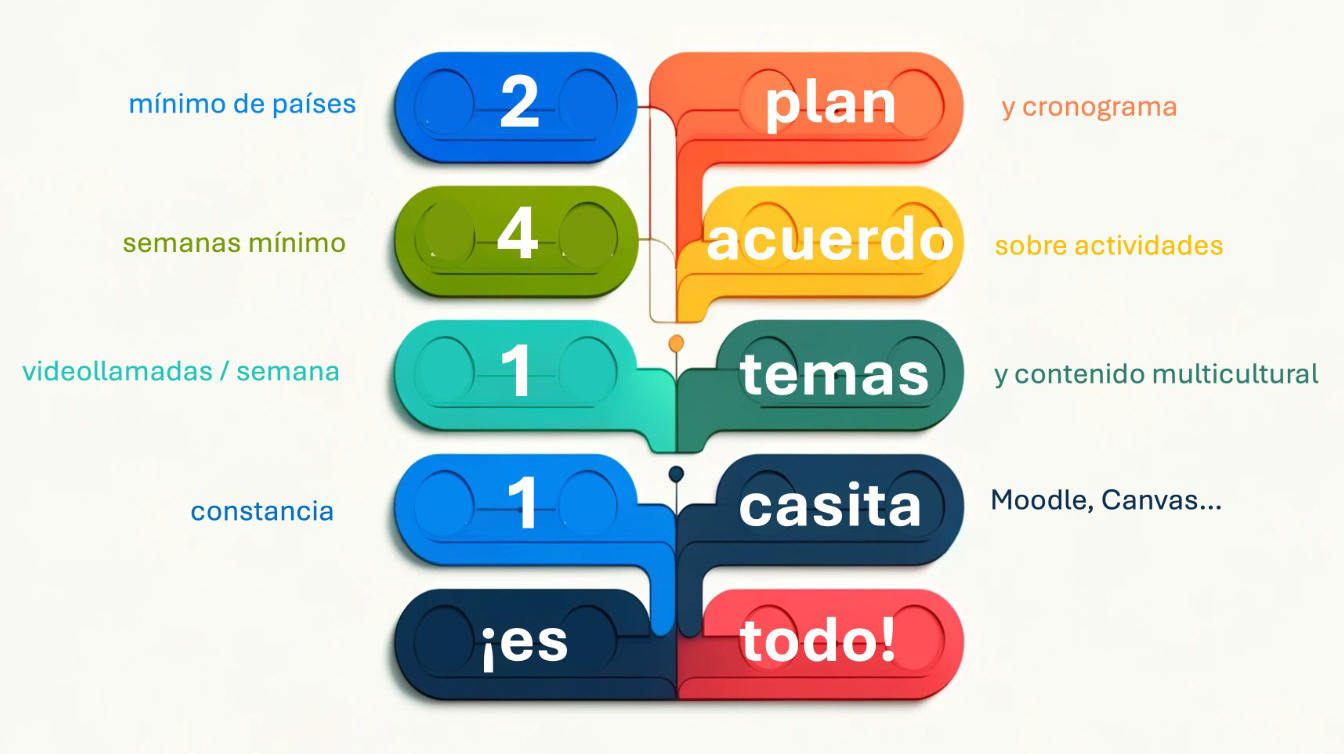 mínimo de países 2 plan y cronograma
semanas mínimo 4 acuerdo sobre actividades
videollamadas / semana 1 temas y contenido multicultural
constancia 1 casita Moodle, Canvas...
¡es todo!